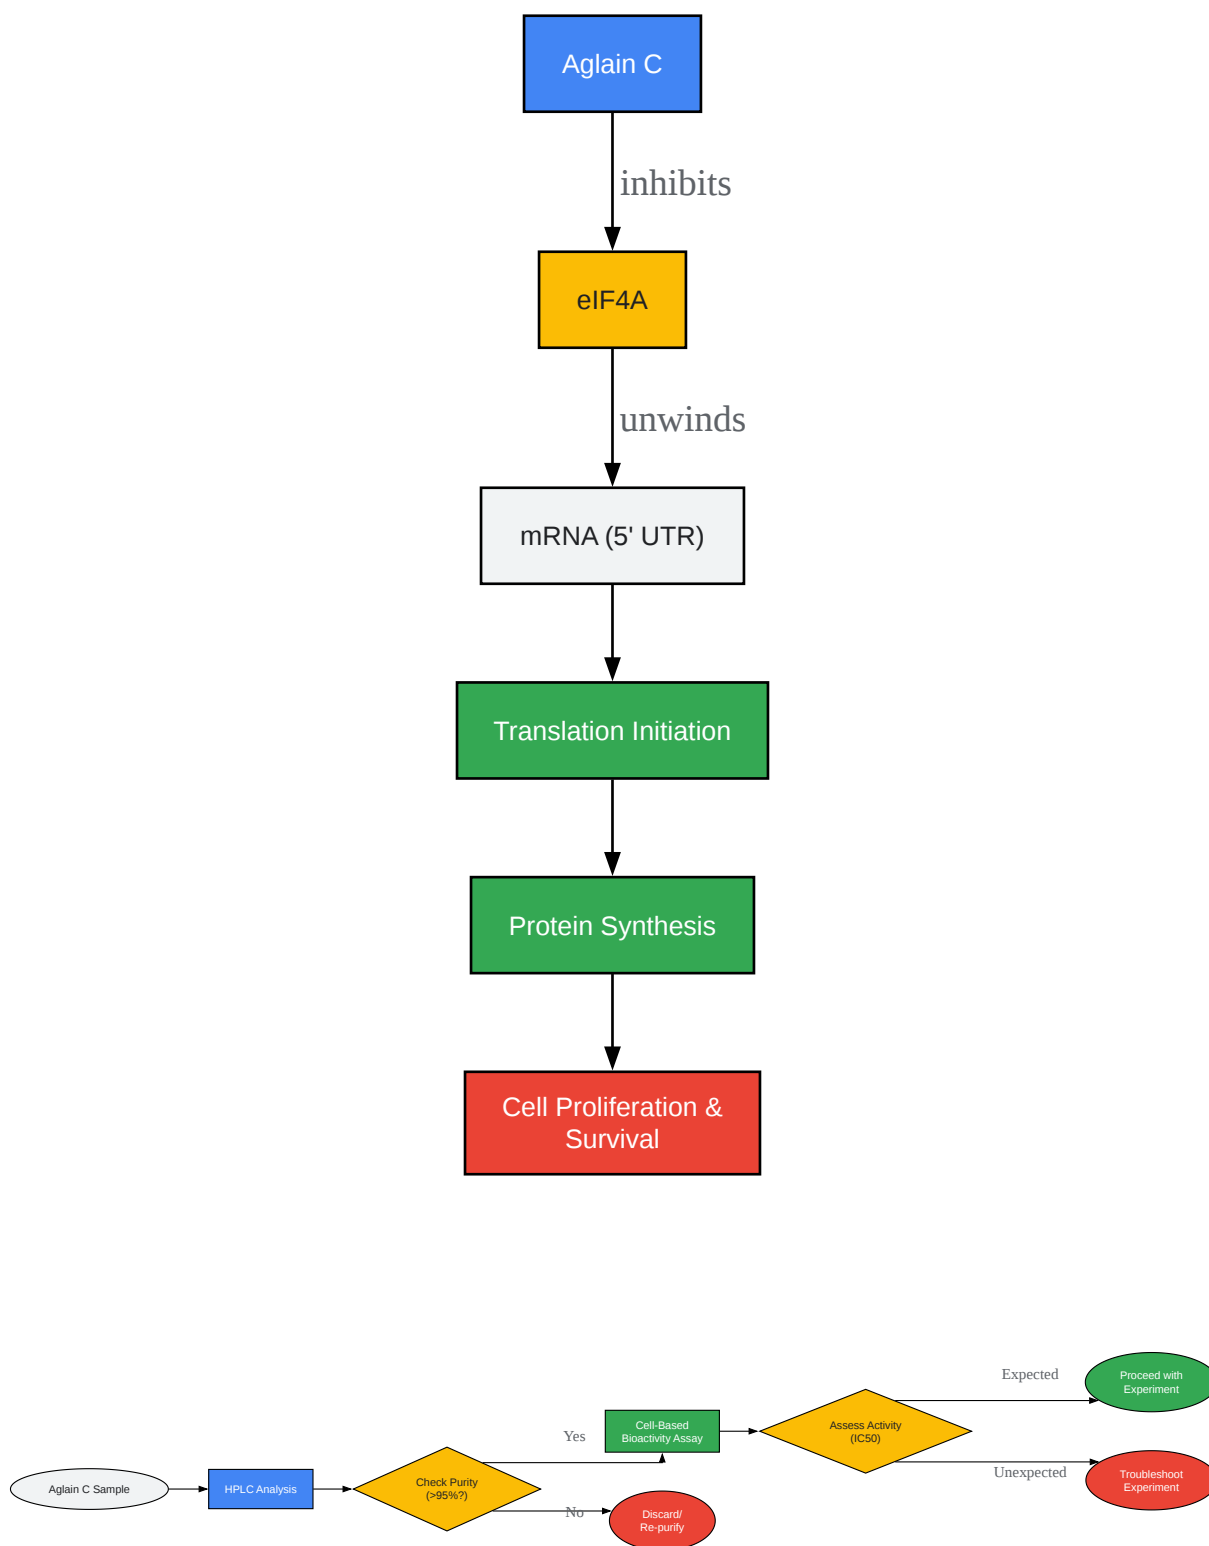 Aglain C
inhibits
eIF4A
unwinds
mRNA (5' UTR)
Translation Initiation
Protein Synthesis
Cell Proliferation &
Survival
Aglain C Sample
HPLC Analysis
Check Purity
(>95%?)
Yes
No
Cell-Based
Bioactivity Assay
Discard/
Re-purify
Assess Activity
(IC50)
Expected
Unexpected
Proceed with
Experiment
Troubleshoot
Experiment